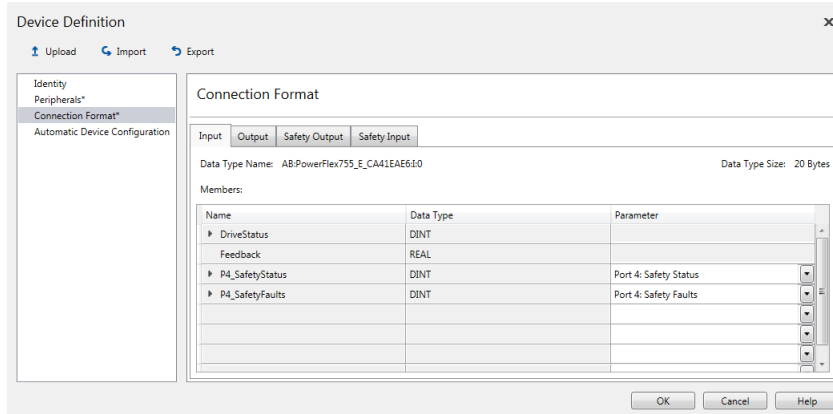 Device Definition
Upload Import Export
Identity
Peripherals*
Connection Format*
Automatic Device Configuration
Connection Format
Input Output Safety Output Safety Input
Data Type Name: AB:PowerFlex755_E_CA41EAE6:I:0 Data Type Size: 20 Bytes
Members:
Name Data Type Parameter
DriveStatus DINT
Feedback REAL
P4_SafetyStatus DINT Port 4: Safety Status
P4_SafetyFaults DINT Port 4: Safety Faults
OK Cancel Help